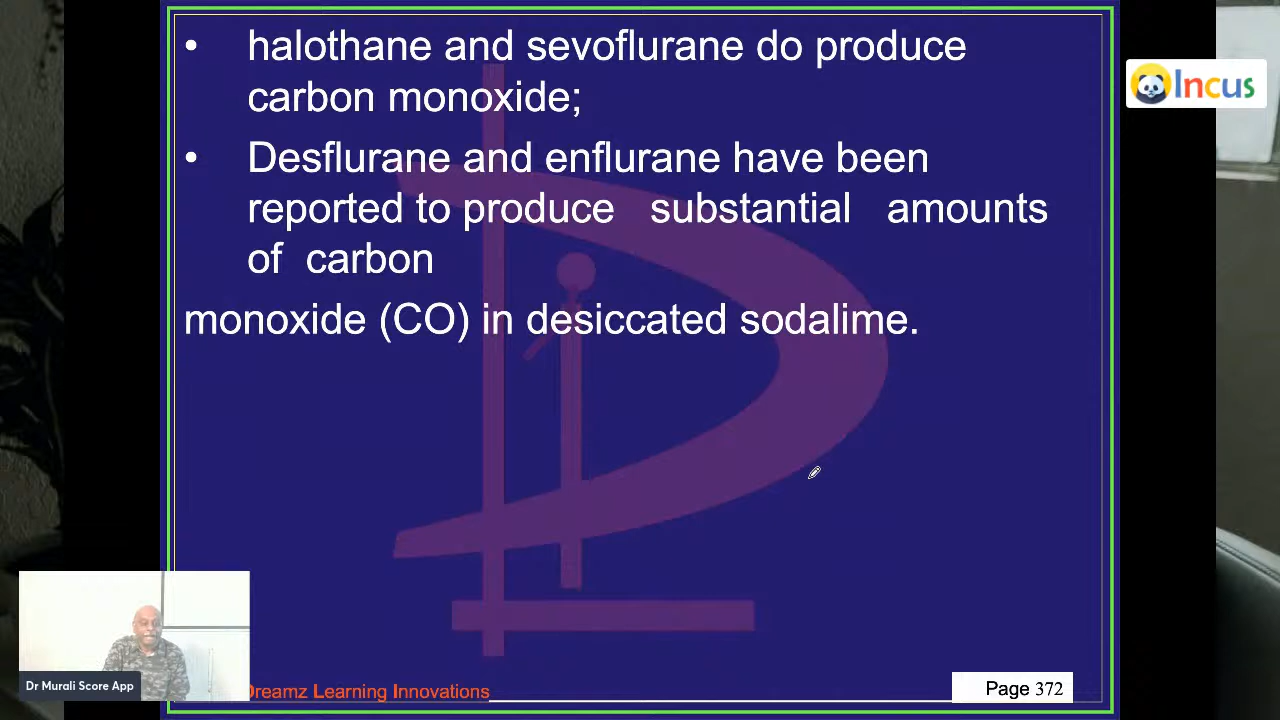 • halothane and sevoflurane do produce
carbon monoxide;
Incus
• Desflurane and enflurane have been
reported to produce substantial amounts
of carbon
monoxide (CO) in desiccated sodalime.
Dr Murali Score App
Dreamz Learning Innovations
Page 372